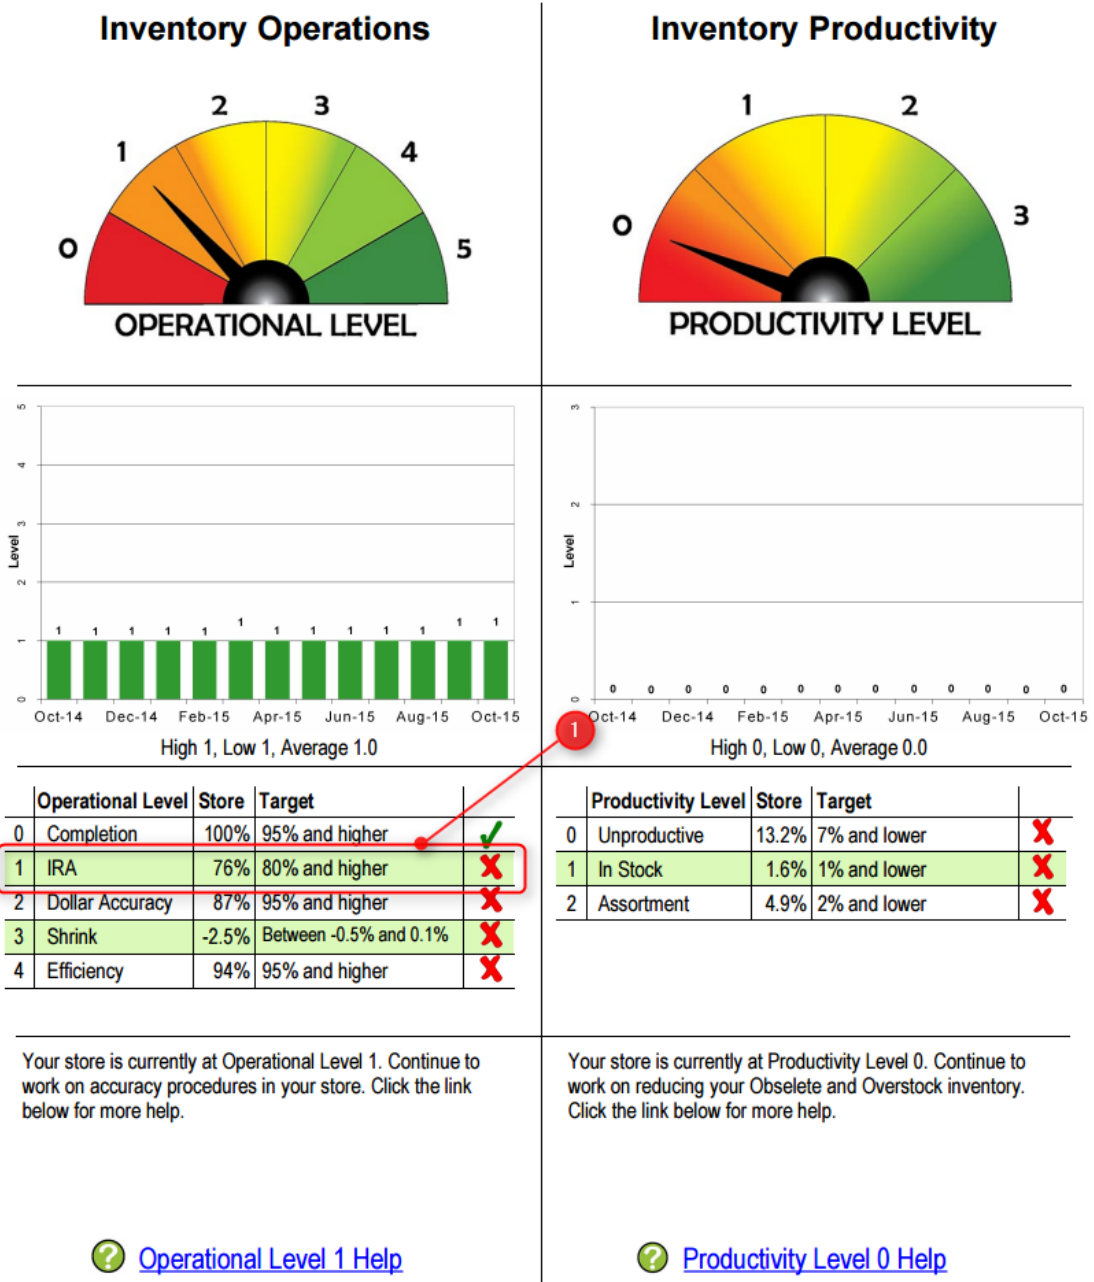 Inventory Operations
0
1
2
3
4
5
OPERATIONAL LEVEL
Level
5
4
3
2
1
0
1 1 1 1 1 1 1 1 1 1 1 1 1
Oct-14 Dec-14 Feb-15 Apr-15 Jun-15 Aug-15 Oct-15
High 1, Low 1, Average 1.0
1
Operational Level Store Target
0 Completion 100% 95% and higher
1 IRA 76% 80% and higher
2 Dollar Accuracy 87% 95% and higher
3 Shrink -2.5% Between -0.5% and 0.1%
4 Efficiency 94% 95% and higher
Your store is currently at Operational Level 1. Continue to
work on accuracy procedures in your store. Click the link
below for more help.
? Operational Level 1 Help
Inventory Productivity
0
1
2
3
PRODUCTIVITY LEVEL
Level
3
2
1
0
0 0 0 0 0 0 0 0 0 0 0 0 0
Oct-14 Dec-14 Feb-15 Apr-15 Jun-15 Aug-15 Oct-15
High 0, Low 0, Average 0.0
Productivity Level Store Target
0 Unproductive 13.2% 7% and lower
1 In Stock 1.6% 1% and lower
2 Assortment 4.9% 2% and lower
Your store is currently at Productivity Level 0. Continue to
work on reducing your Obselete and Overstock inventory.
Click the link below for more help.
? Productivity Level 0 Help